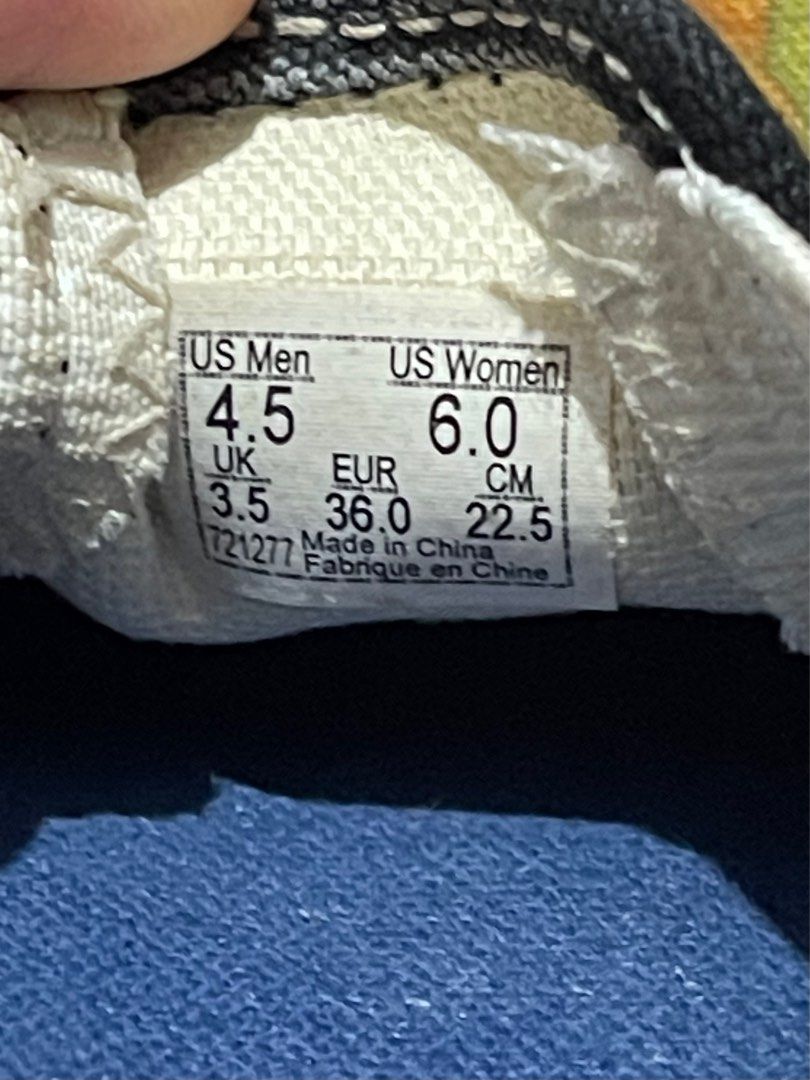 US Men US Women
4.5 6.0
UK EUR CM
3.5 36.0 22.5
721277 Made in China
Fabrique en Chine